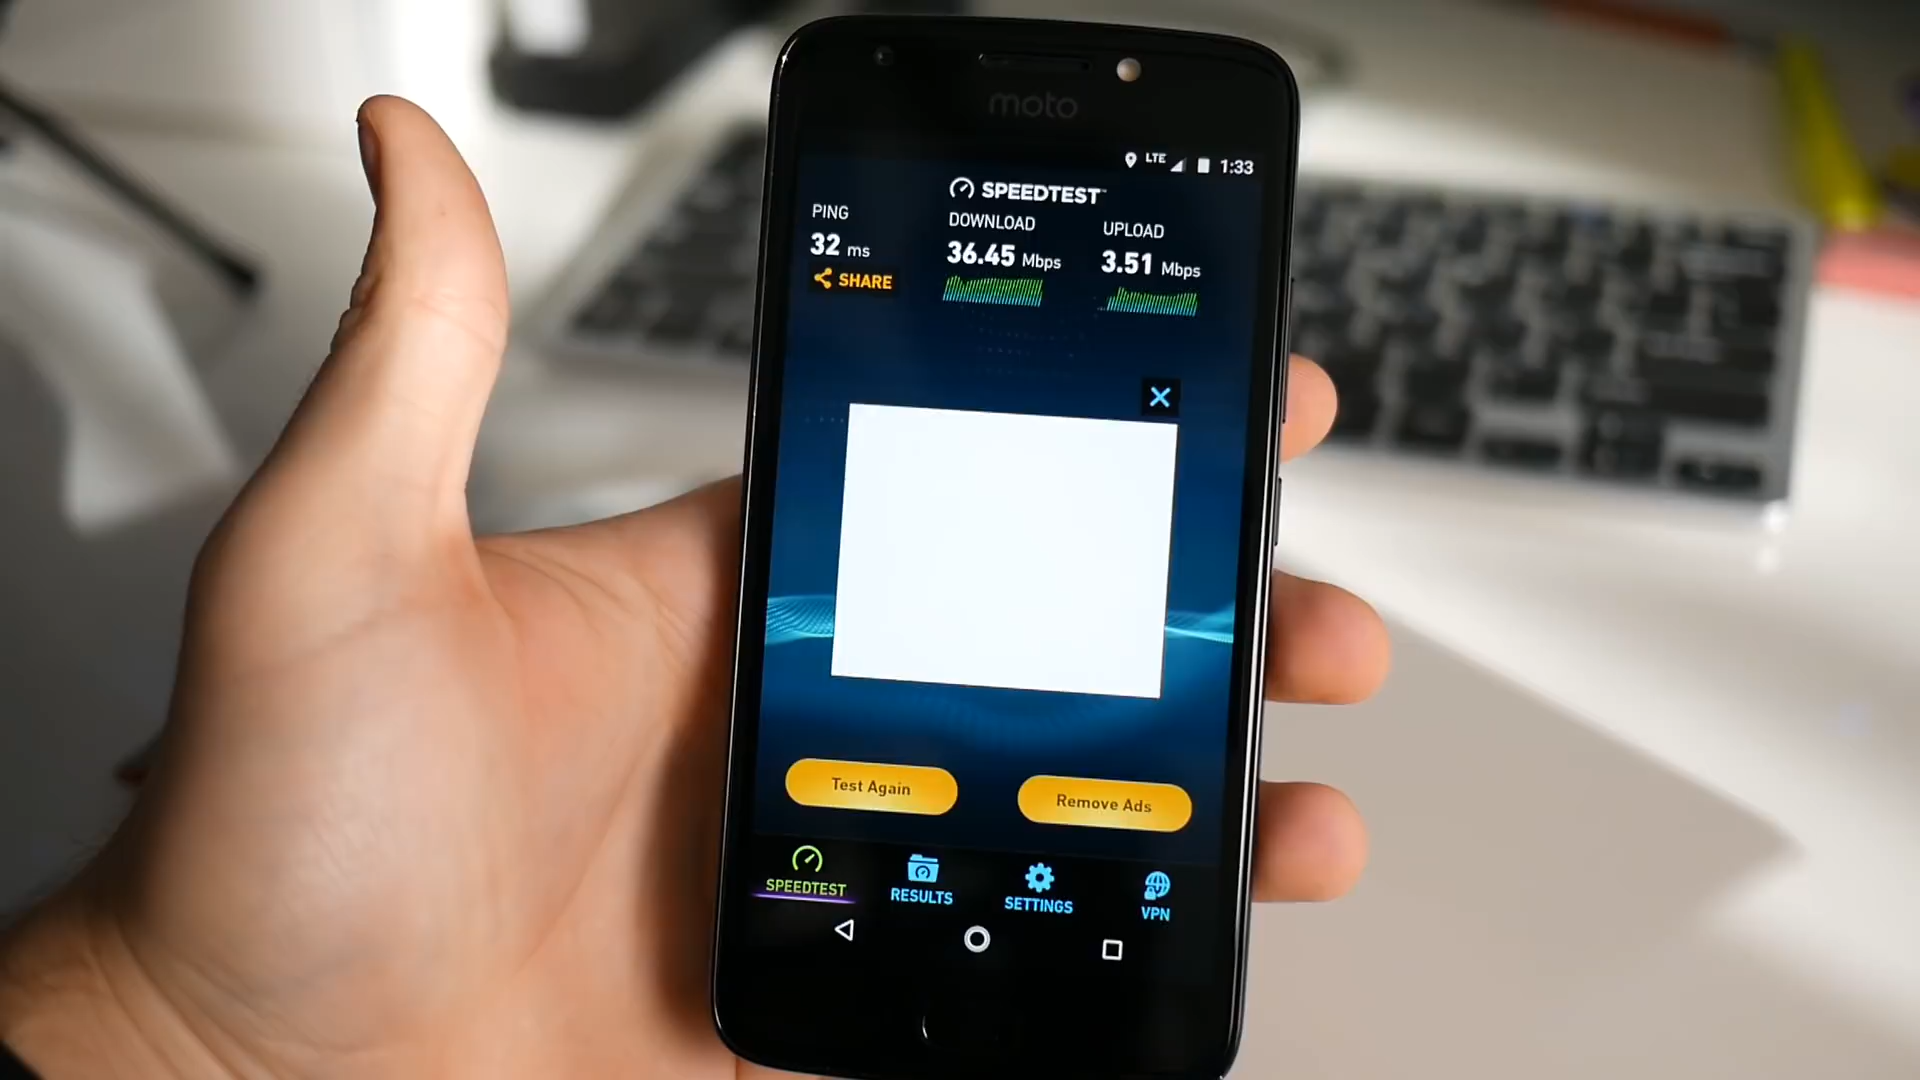 moto
LTE 1:33
SPEEDTEST™
PING DOWNLOAD UPLOAD
32 ms 36.45 Mbps 3.51 Mbps
SHARE
Test Again Remove Ads
SPEEDTEST RESULTS SETTINGS VPN